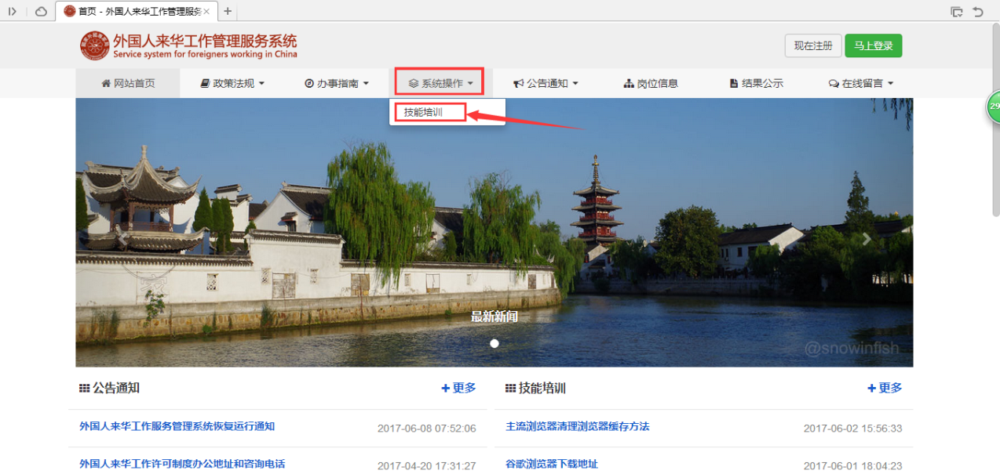 首页 - 外国人来华工作管理服务
外国人来华工作管理服务系统
Service system for foreigners working in China
现在注册 马上登录
网站首页 政策法规 办事指南 系统操作 公告通知 岗位信息 结果公示 在线留言
技能培训
29
最新新闻
@snowinfish
公告通知 更多 技能培训 更多
外国人来华工作服务管理系统恢复运行通知 2017-06-08 07:52:06 主流浏览器清理浏览器缓存方法 2017-06-02 15:56:33
外国人来华工作许可制度办公地址和咨询电话 2017-04-20 17:31:27 谷歌浏览器下载地址 2017-06-01 18:04:23